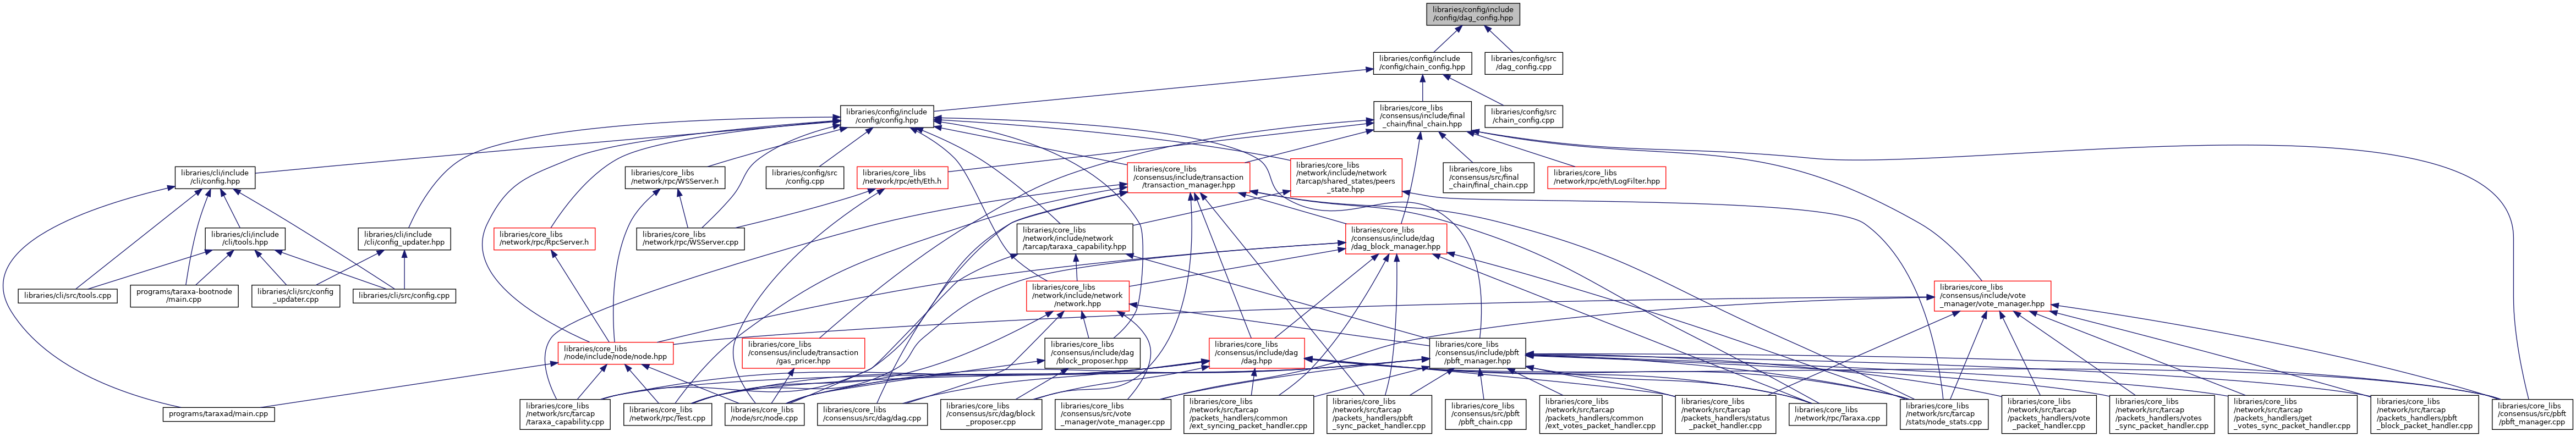 libraries/config/include
/config/dag_config.hpp
libraries/config/include
/config/chain_config.hpp
libraries/config/src
/dag_config.cpp
libraries/config/include
/config/config.hpp
libraries/core_libs
/consensus/include/final
_chain/final_chain.hpp
libraries/config/src
/chain_config.cpp
libraries/cli/include
/cli/config.hpp
libraries/core_libs
/network/rpc/WSServer.h
libraries/config/src
/config.cpp
libraries/core_libs
/network/rpc/eth/Eth.h
libraries/core_libs
/consensus/include/transaction
/transaction_manager.hpp
libraries/core_libs
/network/include/network
/tarcap/shared_states/peers
_state.hpp
libraries/core_libs
/consensus/src/final
_chain/final_chain.cpp
libraries/core_libs
/network/rpc/eth/LogFilter.hpp
libraries/cli/include
/cli/tools.hpp
libraries/cli/include
/cli/config_updater.hpp
libraries/core_libs
/network/rpc/RpcServer.h
libraries/core_libs
/network/rpc/WSServer.cpp
libraries/core_libs
/network/include/network
/tarcap/taraxa_capability.hpp
libraries/core_libs
/consensus/include/dag
/dag_block_manager.hpp
libraries/cli/src/tools.cpp
programs/taraxa-bootnode
/main.cpp
libraries/cli/src/config
_updater.cpp
libraries/cli/src/config.cpp
libraries/core_libs
/network/include/network
/network.hpp
libraries/core_libs
/consensus/include/vote
_manager/vote_manager.hpp
libraries/core_libs
/node/include/node/node.hpp
libraries/core_libs
/consensus/include/transaction
/gas_pricer.hpp
libraries/core_libs
/consensus/include/dag
/block_proposer.hpp
libraries/core_libs
/consensus/include/dag
/dag.hpp
libraries/core_libs
/consensus/include/pbft
/pbft_manager.hpp
programs/taraxad/main.cpp
libraries/core_libs
/network/src/tarcap
/taraxa_capability.cpp
libraries/core_libs
/network/rpc/Test.cpp
libraries/core_libs
/node/src/node.cpp
libraries/core_libs
/consensus/src/dag/dag.cpp
libraries/core_libs
/consensus/src/dag/block
_proposer.cpp
libraries/core_libs
/consensus/src/vote
_manager/vote_manager.cpp
libraries/core_libs
/network/src/tarcap
/packets_handlers/common
/ext_syncing_packet_handler.cpp
libraries/core_libs
/network/src/tarcap
/packets_handlers/pbft
_sync_packet_handler.cpp
libraries/core_libs
/consensus/src/pbft
/pbft_chain.cpp
libraries/core_libs
/network/src/tarcap
/packets_handlers/common
/ext_votes_packet_handler.cpp
libraries/core_libs
/network/src/tarcap
/packets_handlers/status
_packet_handler.cpp
libraries/core_libs
/network/rpc/Taraxa.cpp
libraries/core_libs
/network/src/tarcap
/stats/node_stats.cpp
libraries/core_libs
/network/src/tarcap
/packets_handlers/vote
_packet_handler.cpp
libraries/core_libs
/network/src/tarcap
/packets_handlers/votes
_sync_packet_handler.cpp
libraries/core_libs
/network/src/tarcap
/packets_handlers/get
_votes_sync_packet_handler.cpp
libraries/core_libs
/network/src/tarcap
/packets_handlers/pbft
_block_packet_handler.cpp
libraries/core_libs
/consensus/src/pbft
/pbft_manager.cpp